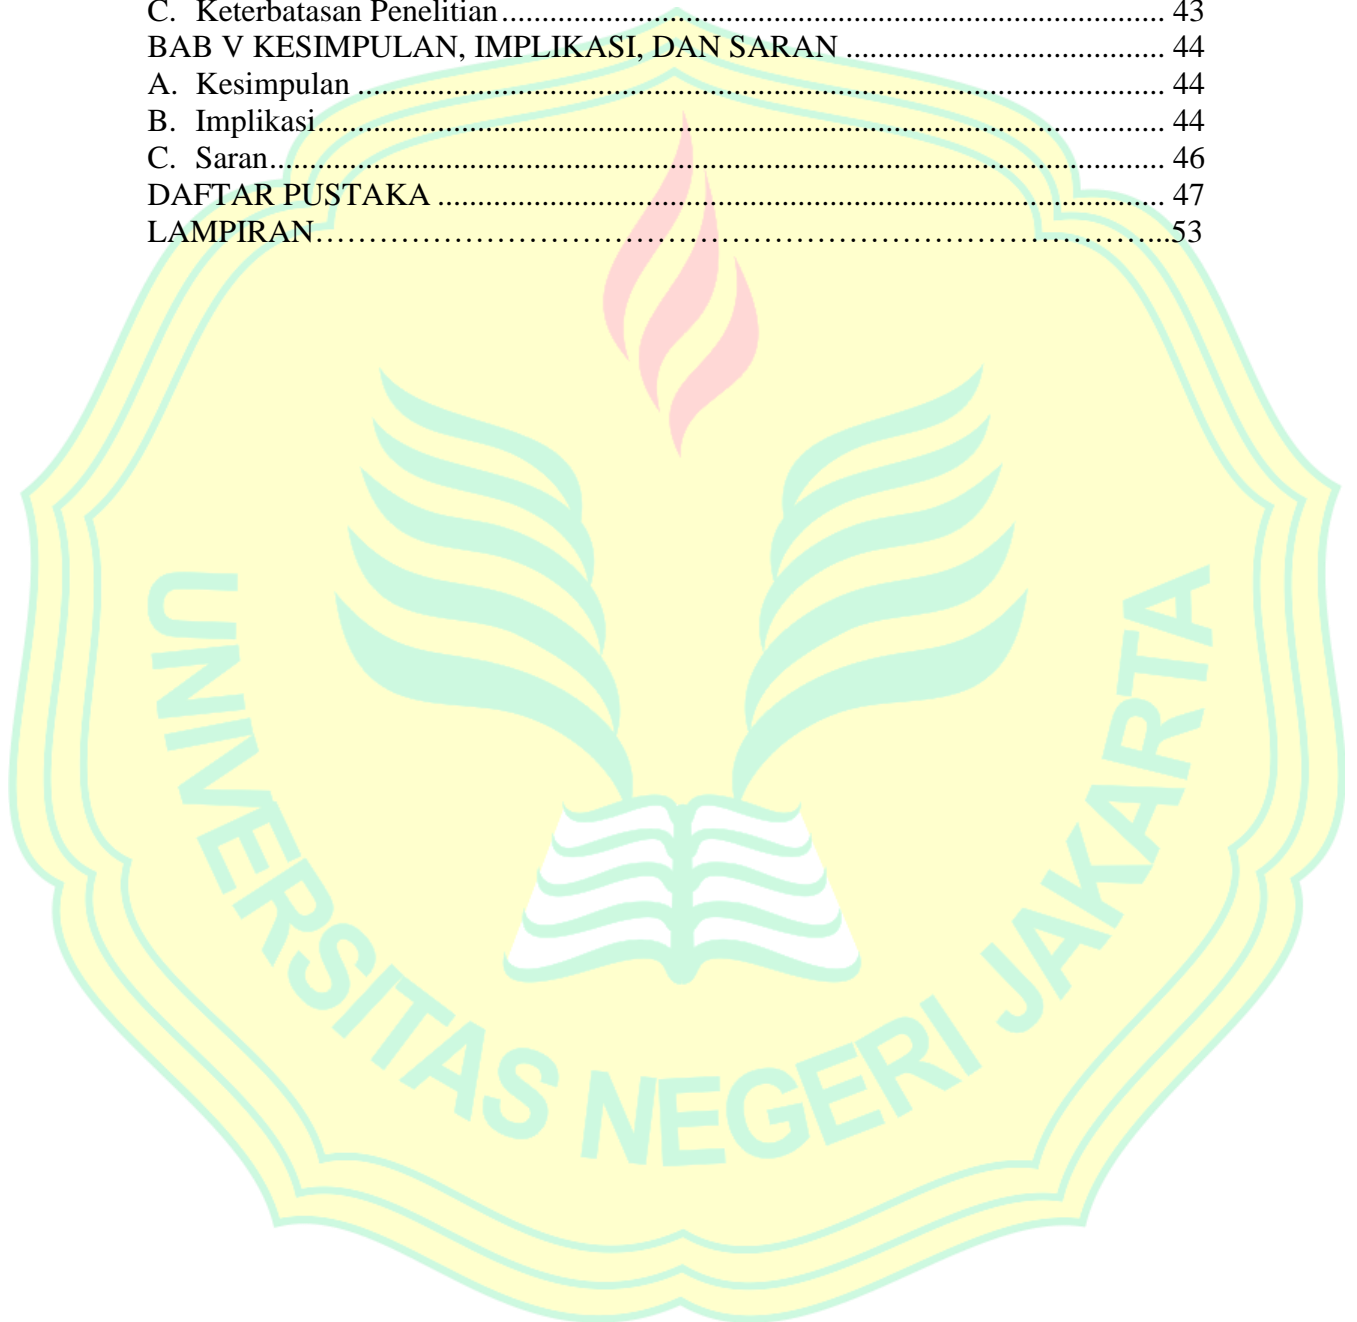 C. Keterbatasan Penelitian.................................................................................... 43
BAB V KESIMPULAN, IMPLIKASI, DAN SARAN ........................................ 44
A. Kesimpulan ...................................................................................................... 44
B. Implikasi........................................................................................................... 44
C. Saran................................................................................................................. 46
DAFTAR PUSTAKA ............................................................................................ 47
LAMPIRAN……………………………………………………………………...53
UNIVERSITAS NEGERI JAKARTA